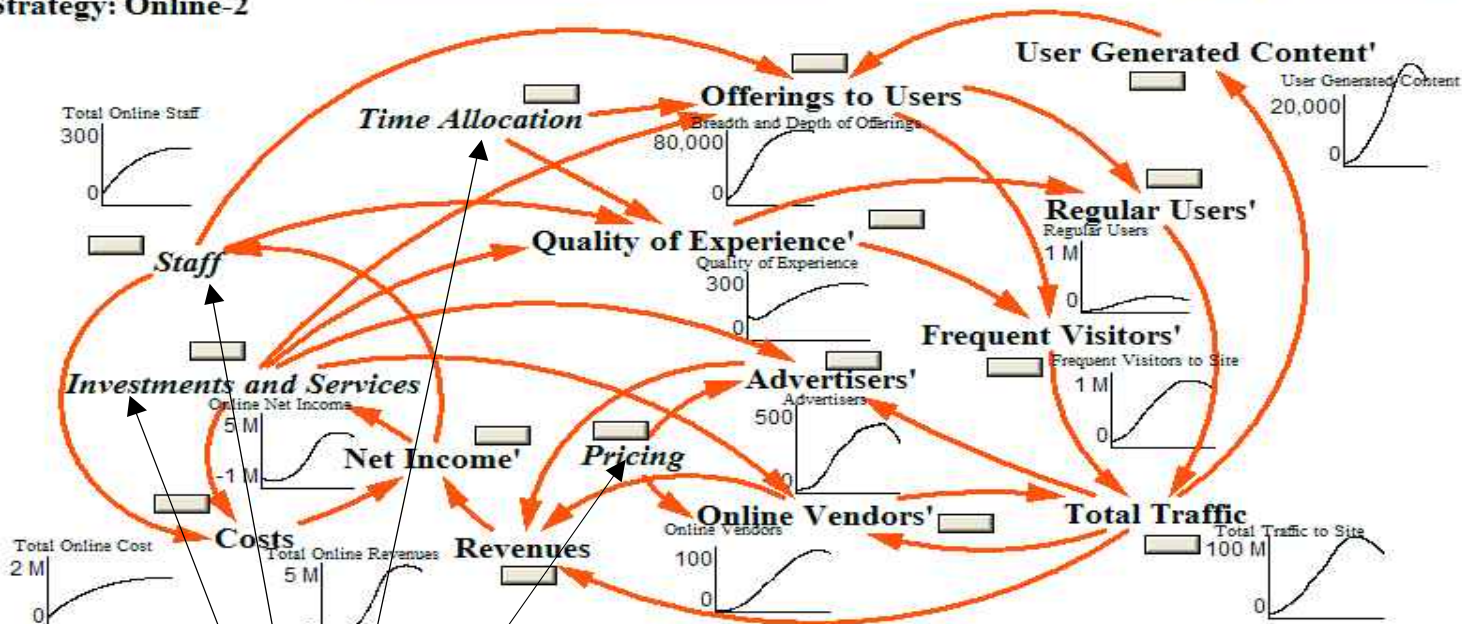 Strategy: Online-2
User Generated Content'
User Generated Content
20,000
0
Offerings to Users
Breadth and Depth of Offerings
80,000
0
Time Allocation
Total Online Staff
300
0
Regular Users'
Regular Users
1 M
0
Quality of Experience'
Quality of Experience
300
0
Staff
Frequent Visitors'
Frequent Visitors to Site
1 M
0
Investments and Services
Online Net Income
5 M
-1 M
Advertisers'
Advertisers
500
0
Net Income'
Pricing
Online Vendors'
Online Vendors
100
0
Total Traffic
Total Traffic to Site
100 M
0
Costs
Total Online Cost
2 M
0
Total Online Revenues
5 M
Revenues